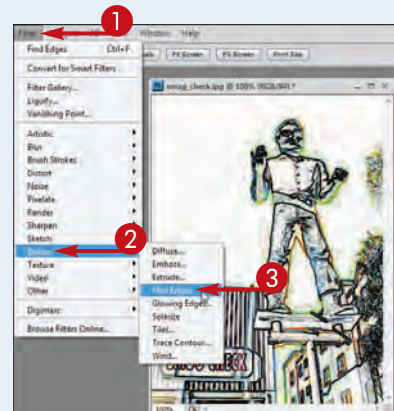 1
Filter Window Help
Find Edges Ctrl+F
Fit Screen Fit Screen Print Size
Convert for Smart Filters
Filter Gallery...
Liquify...
Vanishing Point...
smog_check.jpg @ 100% (RGB/8#) *
Artistic
Blur
Brush Strokes
Distort
Noise
Pixelate
Render
Sharpen
Sketch
2
Texture
Video
Other
Digimarc
Browse Filters Online...
Diffuse...
Emboss...
Extrude...
3
Find Edges
Glowing Edges...
Solarize
Tiles...
Trace Contour...
Wind...
CHECK
100%